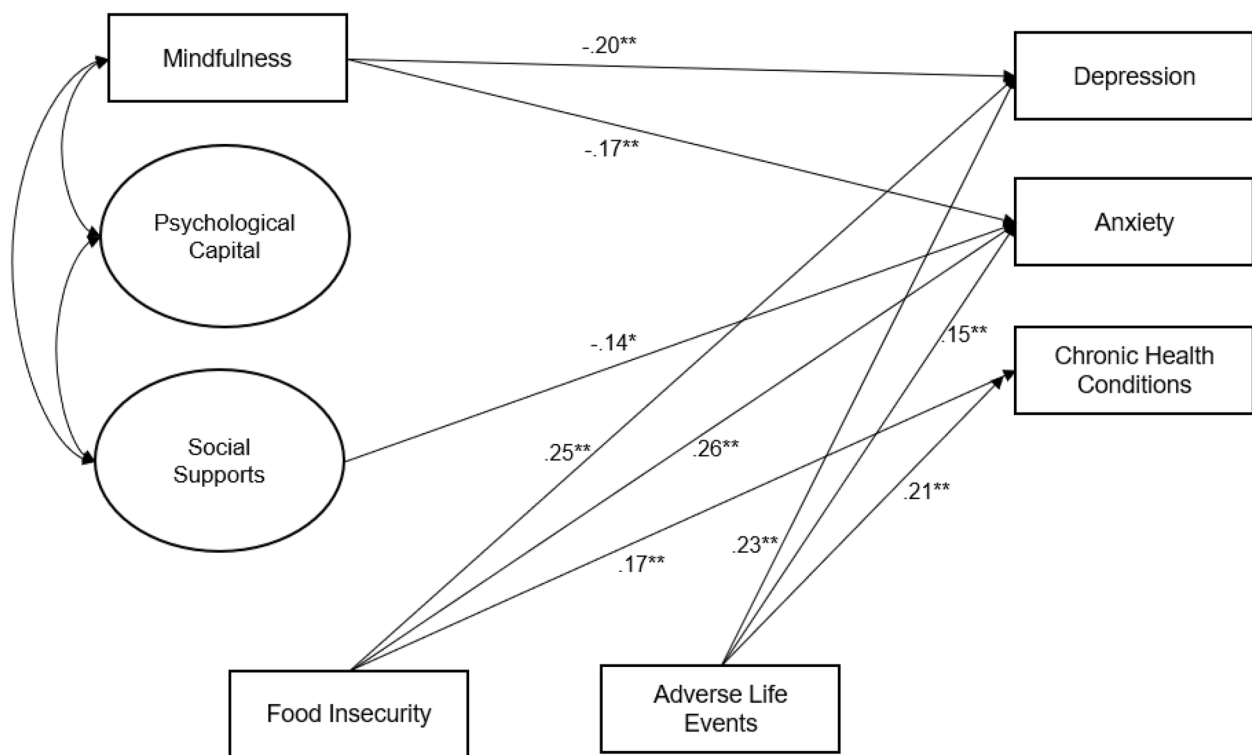 Mindfulness
-.20**
Depression
-.17**
Psychological
Capital
Anxiety
-.14*
.15**
Chronic Health
Conditions
Social
Supports
.25**
.26**
.21**
.23**
.17**
Food Insecurity
Adverse Life
Events